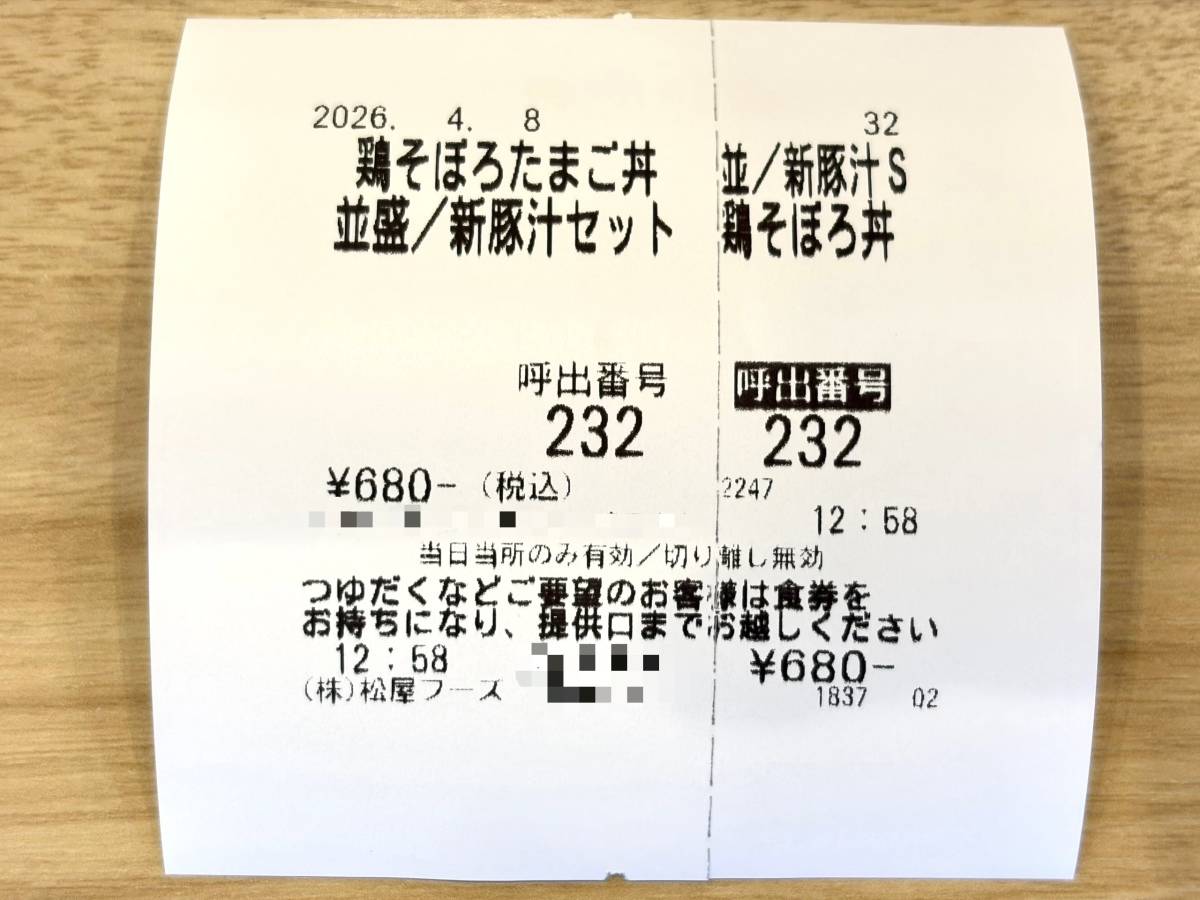 2026. 4. 8
鶏そぼろたまご丼
並盛/新豚汁セット
呼出番号
232
¥680-(税込)
32
並/新豚汁S
鶏そぼろ丼
呼出番号
232
2247
12:58
当日当所のみ有効/切り離し無効
つゆだくなどご要望のお客様は食券を
お持ちになり、提供口までお越しください
12:58
¥680-
(株)松屋フーズ
1837 02